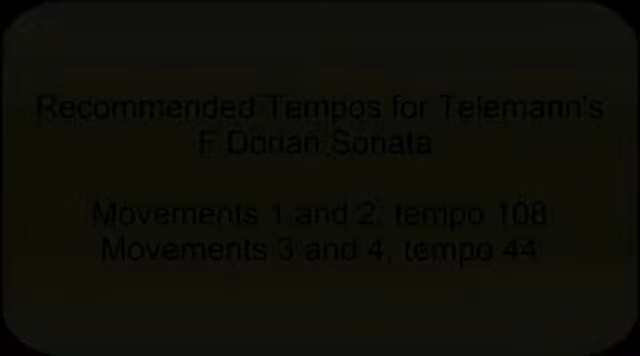 Recommended Tempos for Telemann's
F Dorian Sonata
Movements 1 and 2, tempo 108
Movements 3 and 4, tempo 44